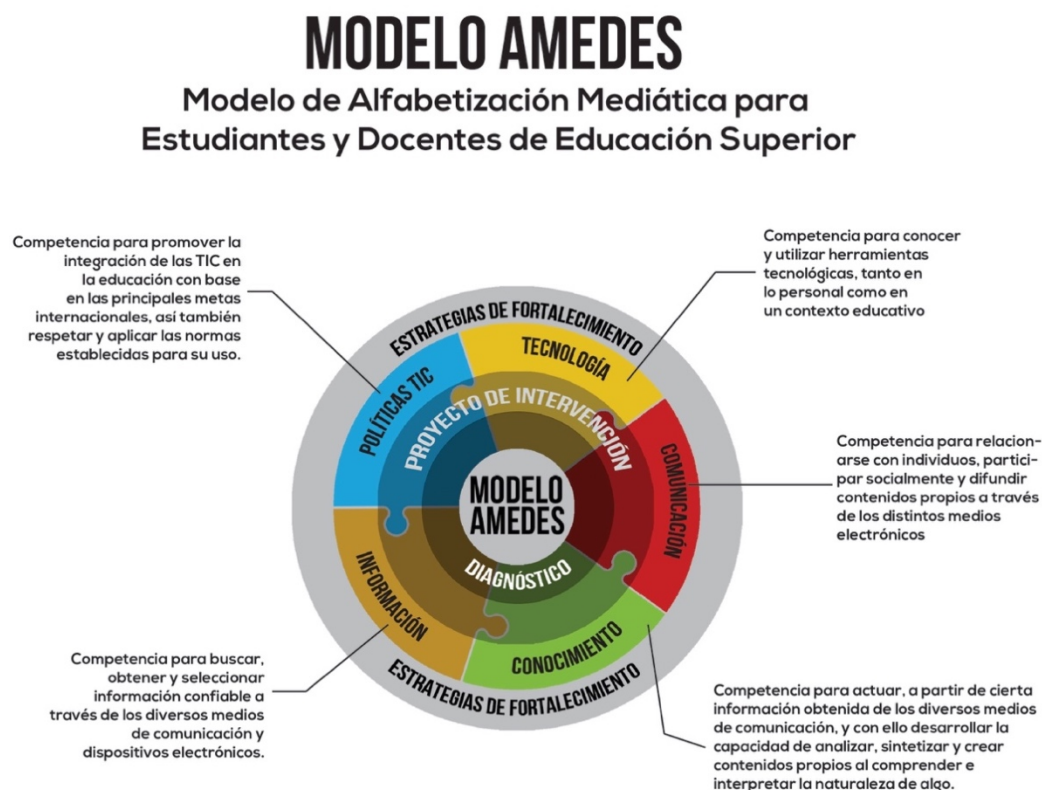 MODELO AMEDES
Modelo de Alfabetización Mediática para
Estudiantes y Docentes de Educación Superior
Competencia para promover la
integración de las TIC en
la educación con base
en las principales metas
internacionales, así también
respetar y aplicar las normas
establecidas para su uso.
Competencia para conocer
y utilizar herramientas
tecnológicas, tanto en
lo personal como en
un contexto educativo
ESTRATEGIAS DE FORTALECIMIENTO
TECNOLOGÍA
POLÍTICAS TIC
PROYECTO DE INTERVENCIÓN
COMUNICACIÓN
MODELO
AMEDES
DIAGNÓSTICO
INFORMACIÓN
CONOCIMIENTO
ESTRATEGIAS DE FORTALECIMIENTO
Competencia para relacion-
arse con individuos, partici-
par socialmente y difundir
contenidos propios a través
de los distintos medios
electrónicos
Competencia para buscar,
obtener y seleccionar
información confiable a
través de los diversos medios
de comunicación y
dispositivos electrónicos.
Competencia para actuar, a partir de cierta
información obtenida de los diversos medios
de comunicación, y con ello desarrollar la
capacidad de analizar, sintetizar y crear
contenidos propios al comprender e
interpretar la naturaleza de algo.